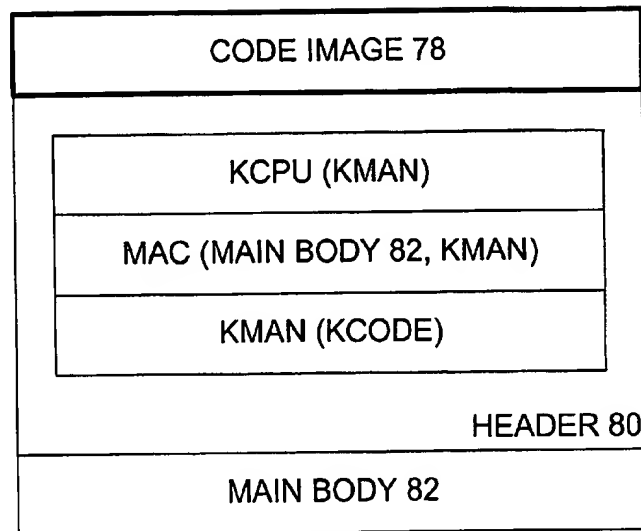 CODE IMAGE 78
KCPU (KMAN)
MAC (MAIN BODY 82, KMAN)
KMAN (KCODE)
HEADER 80
MAIN BODY 82